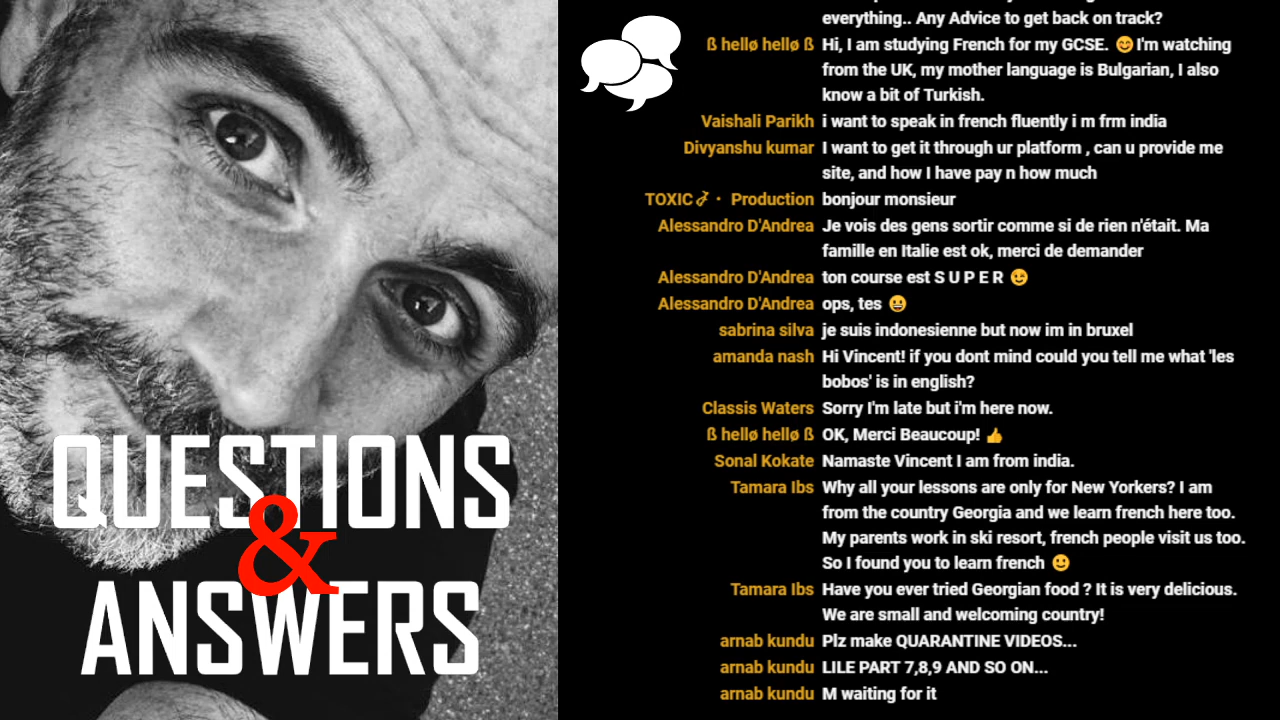 QUESTIONS
&
ANSWERS
everything.. Any Advice to get back on track?
ß hellø hellø ß Hi, I am studying French for my GCSE. 😊I'm watching
from the UK, my mother language is Bulgarian, I also
know a bit of Turkish.
Vaishali Parikh i want to speak in french fluently i m frm india
Divyanshu kumar I want to get it through ur platform , can u provide me
site, and how I have pay n how much
TOXIC ・ Production bonjour monsieur
Alessandro D'Andrea Je vois des gens sortir comme si de rien n'était. Ma
famille en Italie est ok, merci de demander
Alessandro D'Andrea ton course est S U P E R 😉
Alessandro D'Andrea ops, tes 😀
sabrina silva je suis indonesienne but now im in bruxel
amanda nash Hi Vincent! if you dont mind could you tell me what 'les
bobos' is in english?
Classis Waters Sorry I'm late but i'm here now.
ß hellø hellø ß OK, Merci Beaucoup! 👍
Sonal Kokate Namaste Vincent I am from india.
Tamara Ibs Why all your lessons are only for New Yorkers? I am
from the country Georgia and we learn french here too.
My parents work in ski resort, french people visit us too.
So I found you to learn french 🙂
Tamara Ibs Have you ever tried Georgian food ? It is very delicious.
We are small and welcoming country!
arnab kundu Plz make QUARANTINE VIDEOS...
arnab kundu LILE PART 7,8,9 AND SO ON...
arnab kundu M waiting for it